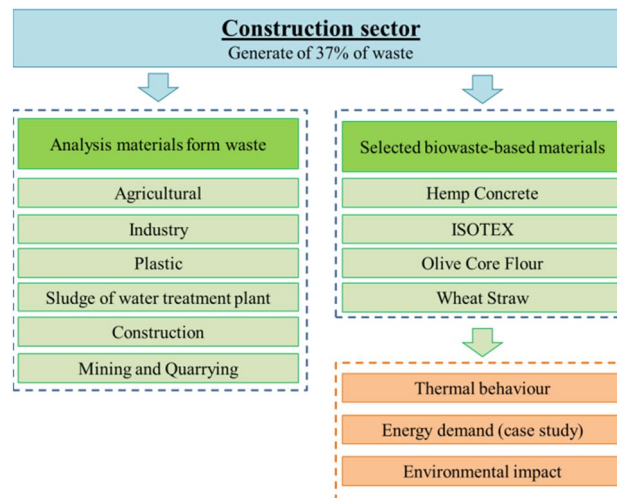 Construction sector
Generate of 37% of waste
Analysis materials form waste
Agricultural
Industry
Plastic
Sludge of water treatment plant
Construction
Mining and Quarrying
Selected biowaste-based materials
Hemp Concrete
ISOTEX
Olive Core Flour
Wheat Straw
Thermal behaviour
Energy demand (case study)
Environmental impact